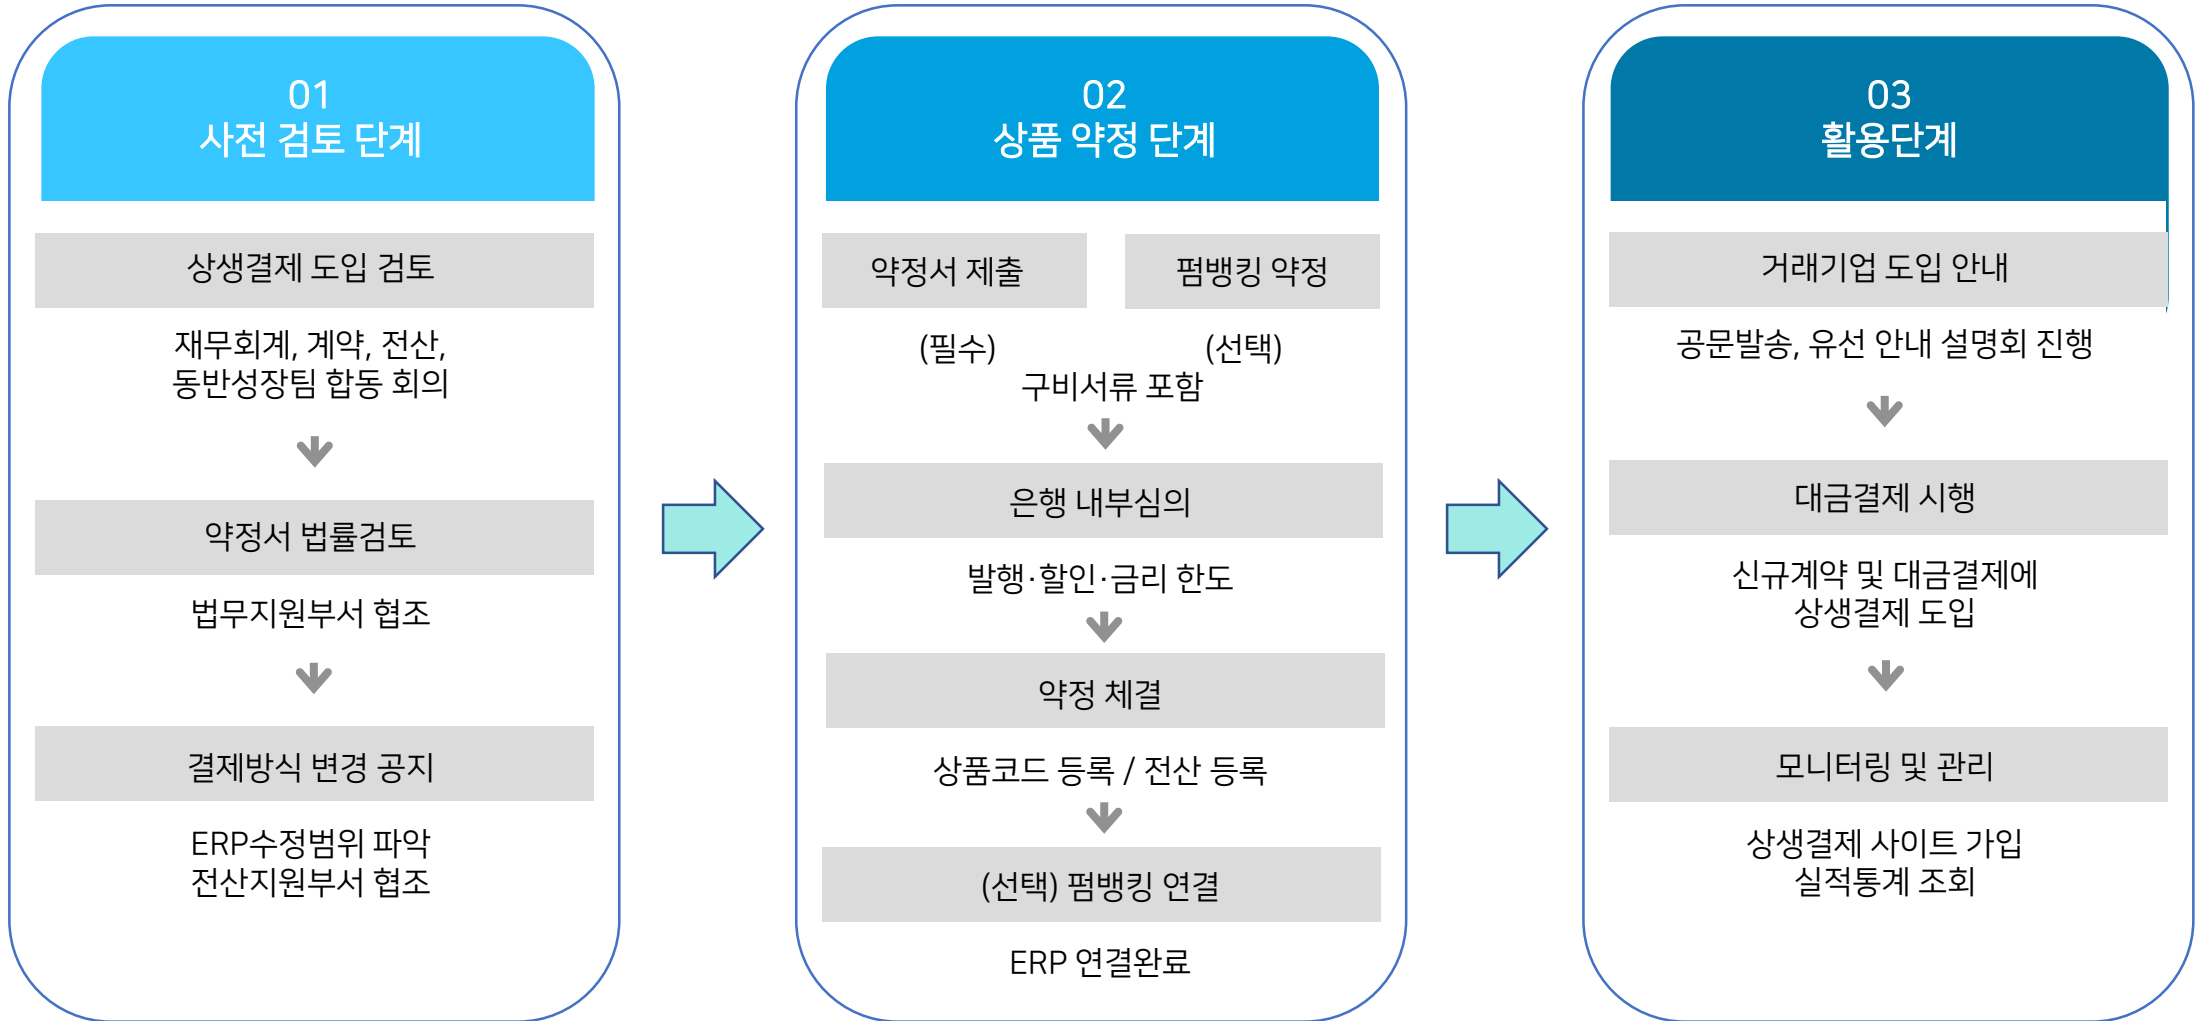 01
사전 검토 단계
상생결제 도입 검토
재무회계, 계약, 전산,
동반성장팀 합동 회의
약정서 법률검토
법무지원부서 협조
결제방식 변경 공지
ERP수정범위 파악
전산지원부서 협조
02
상품 약정 단계
약정서 제출
펌뱅킹 약정
(필수)
(선택)
구비서류 포함
은행 내부심의
발행·할인·금리 한도
약정 체결
상품코드 등록 / 전산 등록
(선택) 펌뱅킹 연결
ERP 연결완료
03
활용단계
거래기업 도입 안내
공문발송, 유선 안내 설명회 진행
대금결제 시행
신규계약 및 대금결제에
상생결제 도입
모니터링 및 관리
상생결제 사이트 가입
실적통계 조회